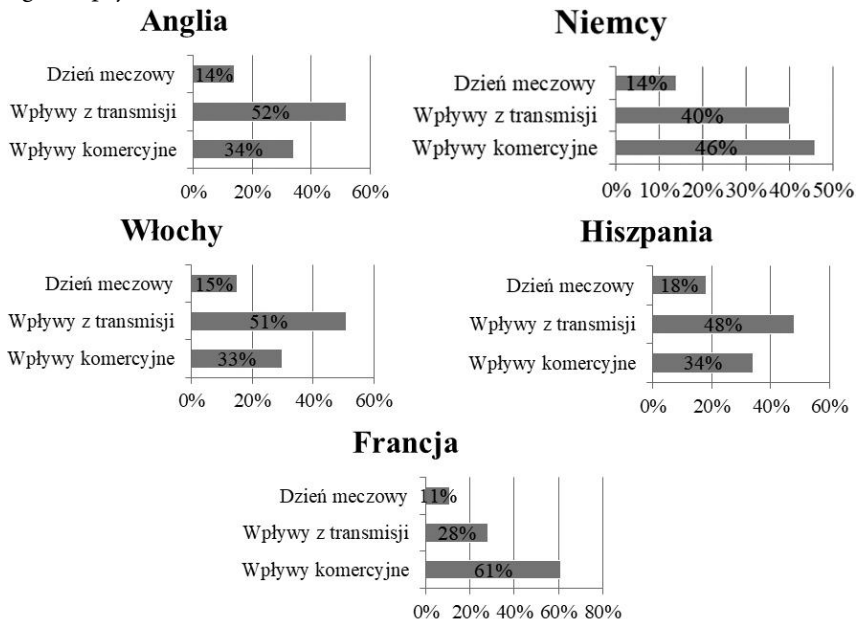 Anglia
Dzień meczowy 14%
Wpływy z transmisji 52%
Wpływy komercyjne 34%
0% 20% 40% 60%
Niemcy
Dzień meczowy 14%
Wpływy z transmisji 40%
Wpływy komercyjne 46%
0% 10% 20% 30% 40% 50%
Włochy
Dzień meczowy 15%
Wpływy z transmisji 51%
Wpływy komercyjne 33%
0% 20% 40% 60%
Hiszpania
Dzień meczowy 18%
Wpływy z transmisji 48%
Wpływy komercyjne 34%
0% 20% 40% 60%
Francja
Dzień meczowy 11%
Wpływy z transmisji 28%
Wpływy komercyjne 61%
0% 20% 40% 60% 80%